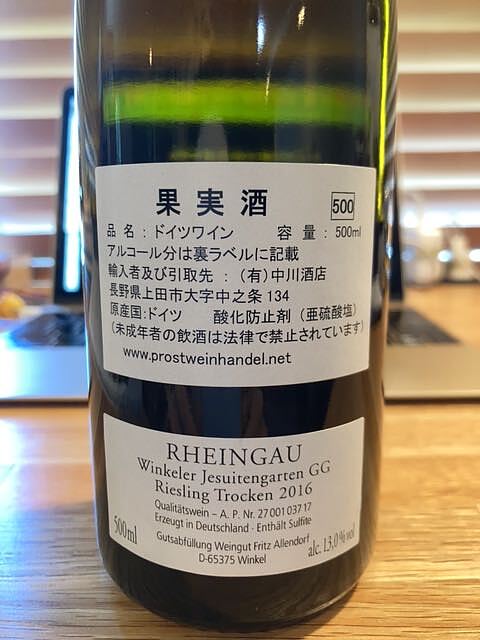 果実酒 500
品名：ドイツワイン 容量：500ml
アルコール分は裏ラベルに記載
輸入者及び引取先：（有）中川酒店
長野県上田市大字中之条134
原産国:ドイツ 酸化防止剤（亜硫酸塩）
（未成年者の飲酒は法律で禁止されています）
www.prostweinhandel.net
RHEINGAU
Winkeler Jesuitengarten GG
Riesling Trocken 2016
Qualitätswein – A. P. Nr. 27 001 037 17
Erzeugt in Deutschland · Enthält Sulfite
Gutsabfüllung Weingut Fritz Allendorf
D-65375 Winkel
500ml
alc. 13,0% vol